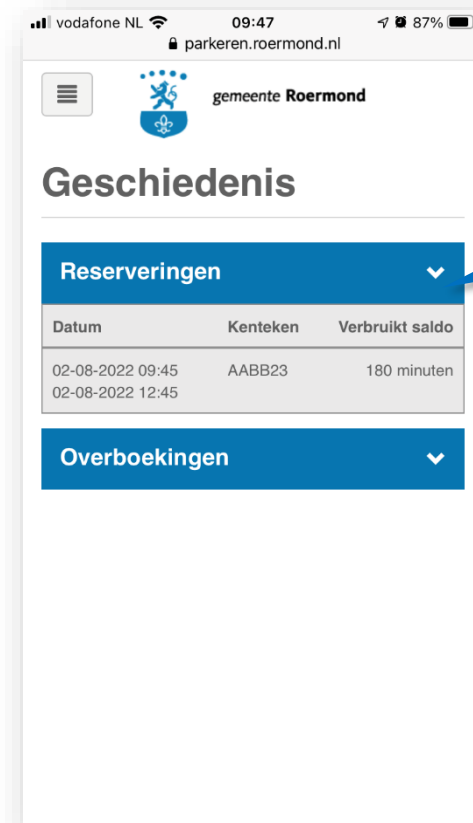 vodafone NL 09:47 87%
parkeren.roermond.nl
gemeente Roermond
Geschiedenis
Reserveringen
Datum Kenteken Verbruikt saldo
02-08-2022 09:45 AABB23 180 minuten
02-08-2022 12:45
Overboekingen